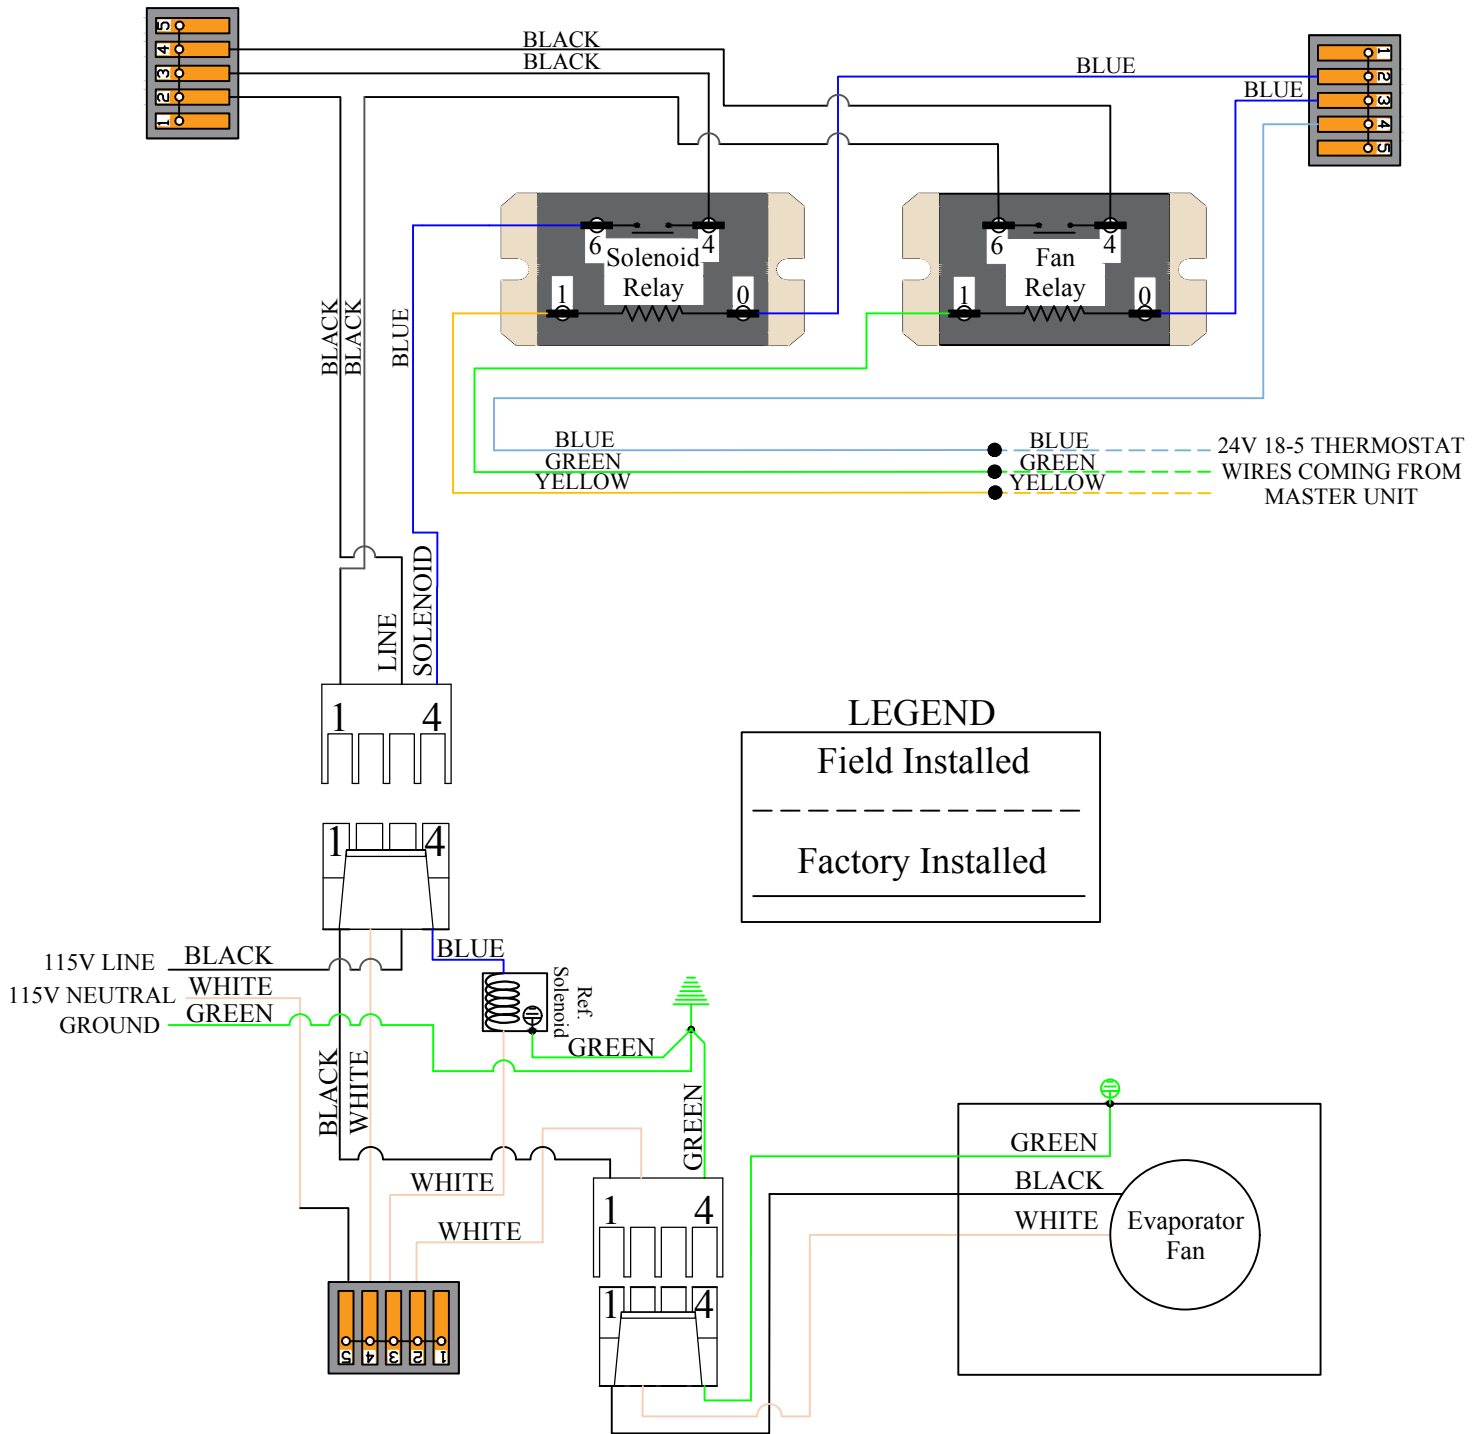 5
4
3
2
1
BLACK
BLACK
BLUE
BLUE
1
2
3
4
5
6
4
Solenoid
Relay
1
0
6
4
Fan
Relay
1
0
BLACK
BLACK
BLUE
BLUE
GREEN
YELLOW
BLUE
GREEN
YELLOW
24V 18-5 THERMOSTAT
WIRES COMING FROM
MASTER UNIT
LINE
SOLENOID
1
4
LEGEND
Field Installed
Factory Installed
1
4
115V LINE
BLACK
115V NEUTRAL
WHITE
GROUND
GREEN
BLUE
Ref.
Solenoid
GREEN
BLACK
WHITE
GREEN
WHITE
WHITE
1
4
1
4
5
4
3
2
1
GREEN
BLACK
WHITE
Evaporator
Fan